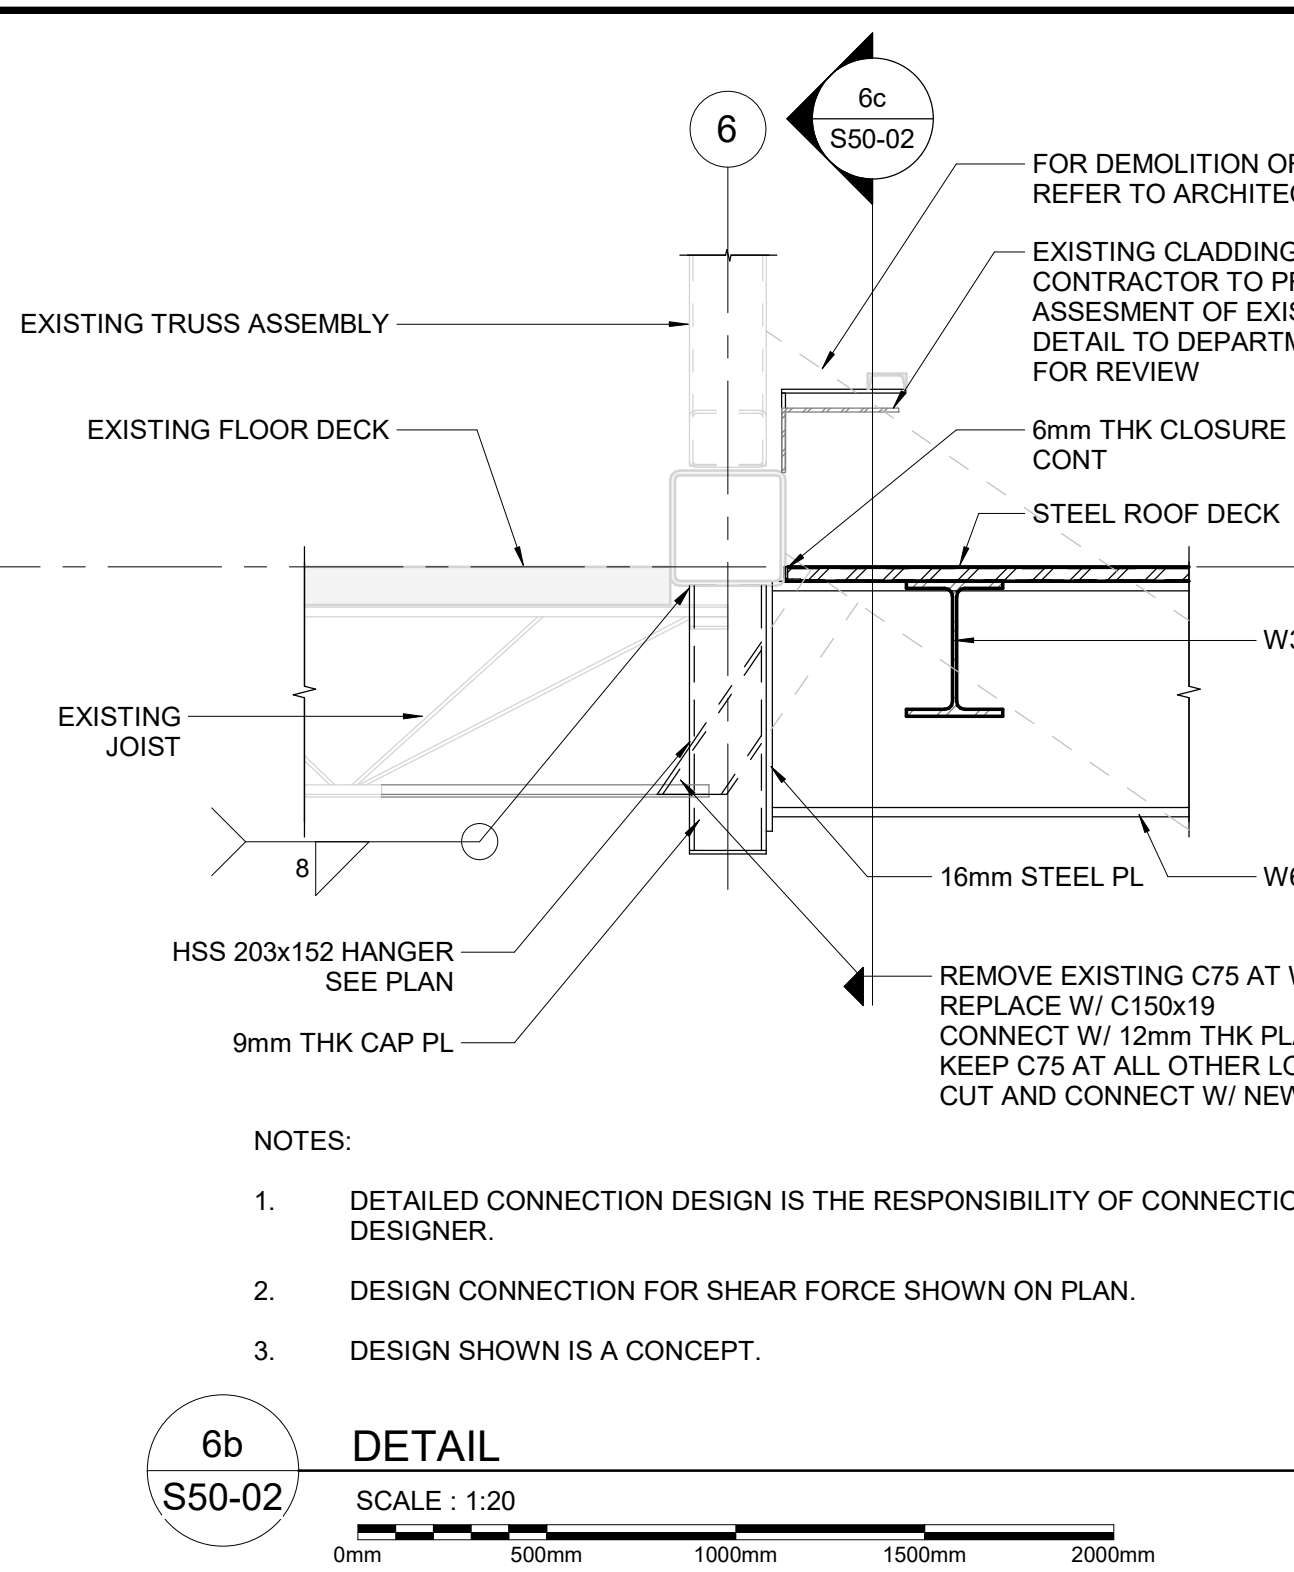 6
6c
S50-02
FOR DEMOLITION OF
REFER TO ARCHITEC
EXISTING CLADDING
CONTRACTOR TO PR
ASSESMENT OF EXIS
DETAIL TO DEPARTM
FOR REVIEW
EXISTING TRUSS ASSEMBLY
EXISTING FLOOR DECK
6mm THK CLOSURE
CONT
STEEL ROOF DECK
W3
EXISTING
JOIST
8
16mm STEEL PL
W6
HSS 203x152 HANGER
SEE PLAN
9mm THK CAP PL
REMOVE EXISTING C75 AT W
REPLACE W/ C150x19
CONNECT W/ 12mm THK PLA
KEEP C75 AT ALL OTHER LO
CUT AND CONNECT W/ NEW
NOTES:
1. DETAILED CONNECTION DESIGN IS THE RESPONSIBILITY OF CONNECTIO
DESIGNER.
2. DESIGN CONNECTION FOR SHEAR FORCE SHOWN ON PLAN.
3. DESIGN SHOWN IS A CONCEPT.
6b
S50-02
DETAIL
SCALE : 1:20
0mm 500mm 1000mm 1500mm 2000mm